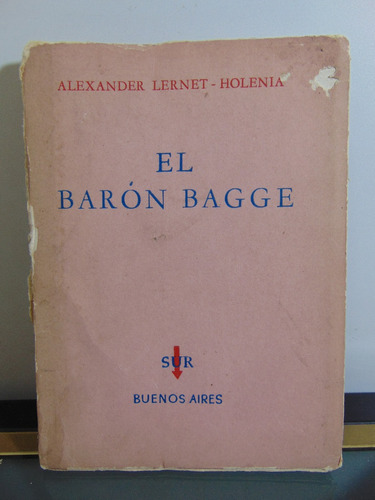 ALEXANDER LERNET - HOLENIA
EL
BARÓN BAGGE
SUR
BUENOS AIRES